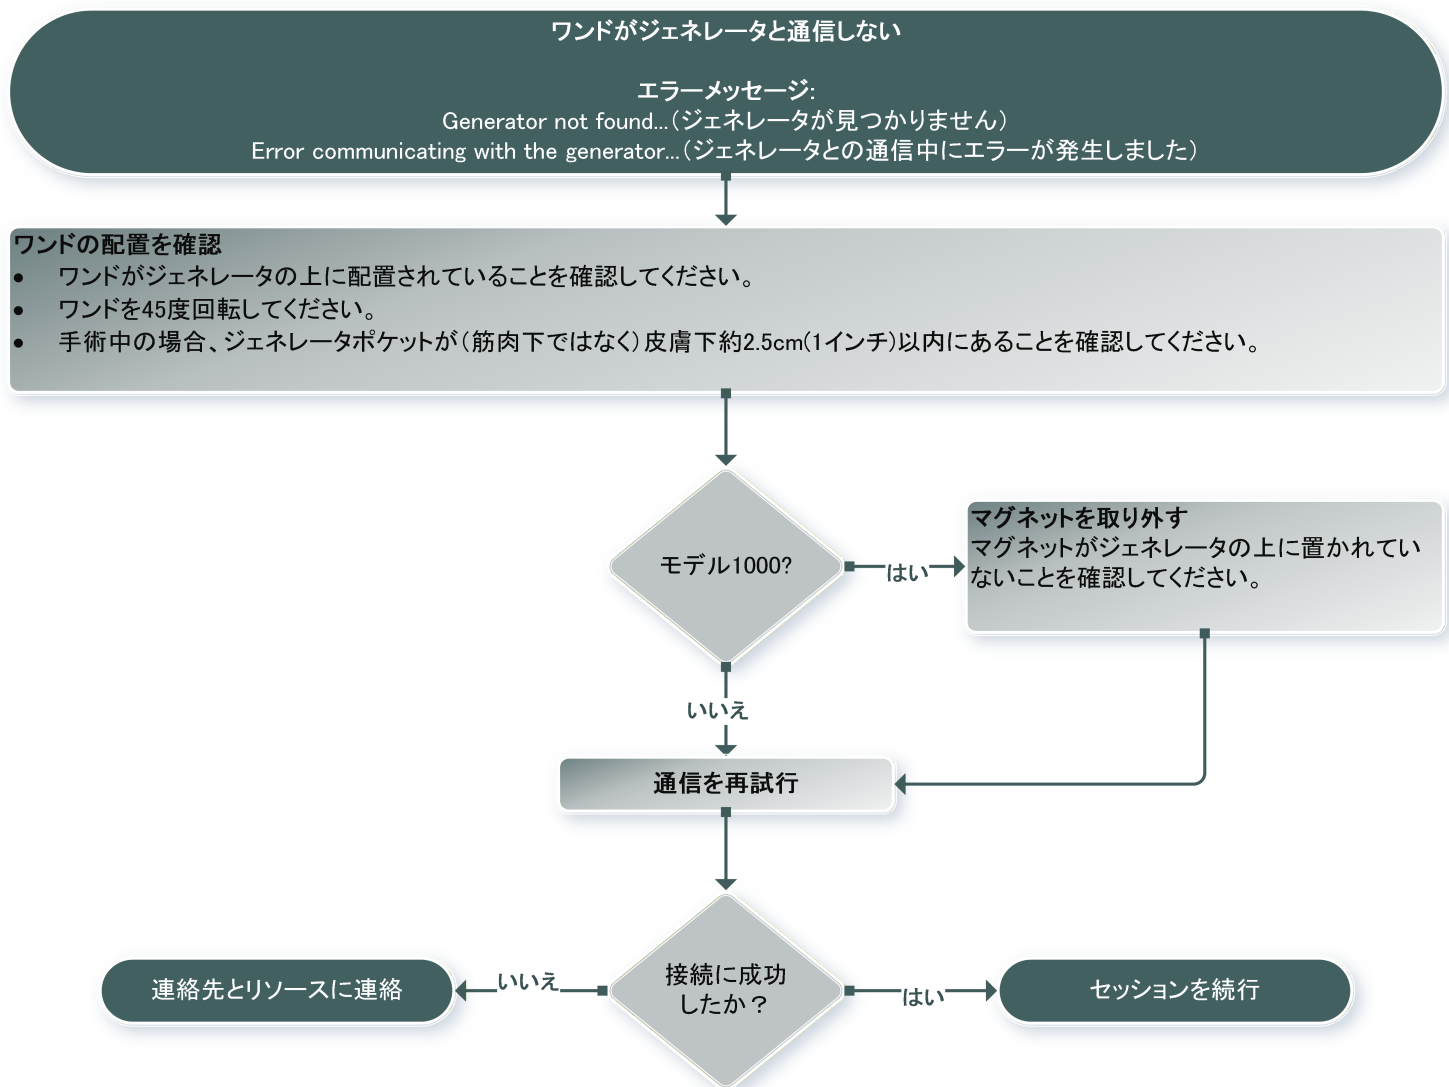 ワンドがジェネレータと通信しない
エラーメッセージ:
Generator not found...(ジェネレータが見つかりません)
Error communicating with the generator...(ジェネレータとの通信中にエラーが発生しました)
ワンドの配置を確認
• ワンドがジェネレータの上に配置されていることを確認してください。
• ワンドを45度回転してください。
• 手術中の場合、ジェネレータポケットが(筋肉下ではなく)皮膚下約2.5cm(1インチ)以内にあることを確認してください。
モデル1000?
はい
マグネットを取り外す
マグネットがジェネレータの上に置かれてい
ないことを確認してください。
いいえ
通信を再試行
接続に成功
したか?
いいえ
連絡先とリソースに連絡
はい
セッションを続行